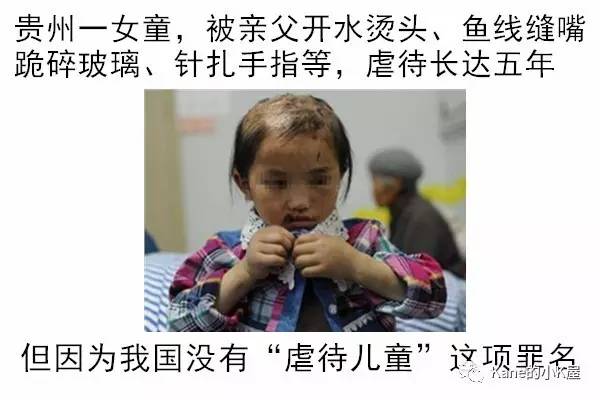 贵州一女童，被亲父开水烫头、鱼线缝嘴
跪碎玻璃、针扎手指等，虐待长达五年
但因为我国没有“虐待儿童”这项罪名
Kane的小K屋